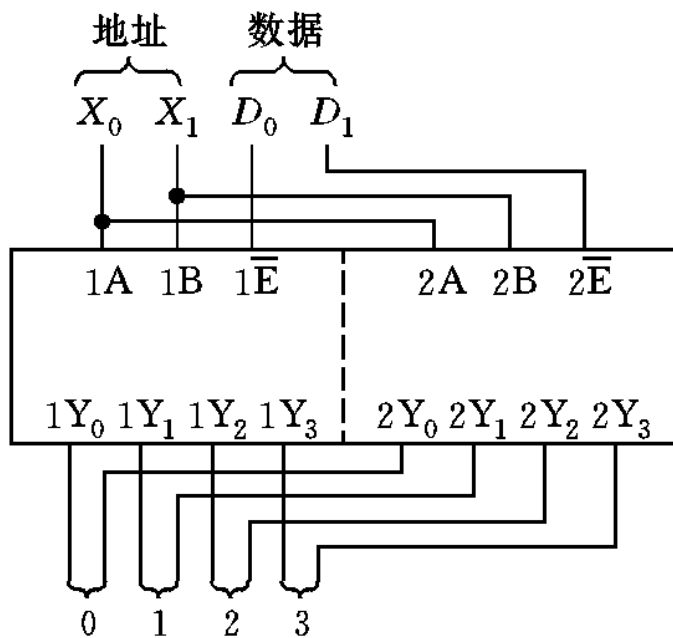 地址 数据
X₀ X₁ D₀ D₁
1A 1B 1E̅ 2A 2B 2E̅
1Y₀ 1Y₁ 1Y₂ 1Y₃ 2Y₀ 2Y₁ 2Y₂ 2Y₃
0 1 2 3